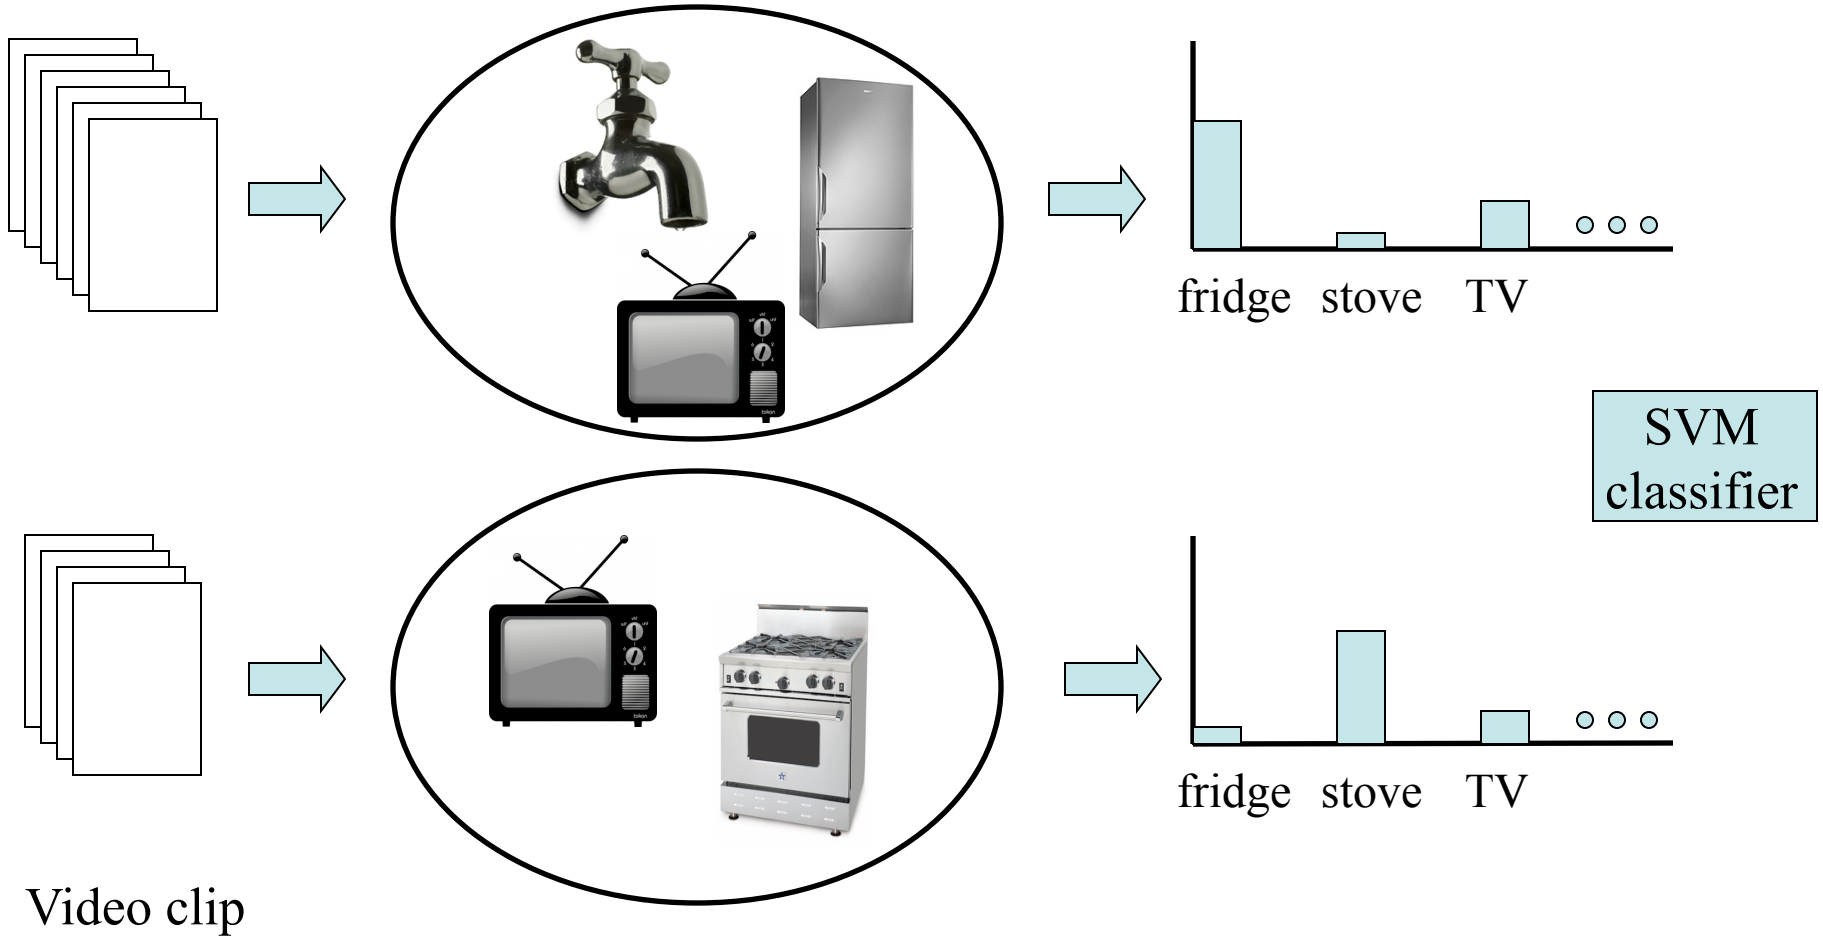 fridge stove TV
SVM
classifier
fridge stove TV
Video clip